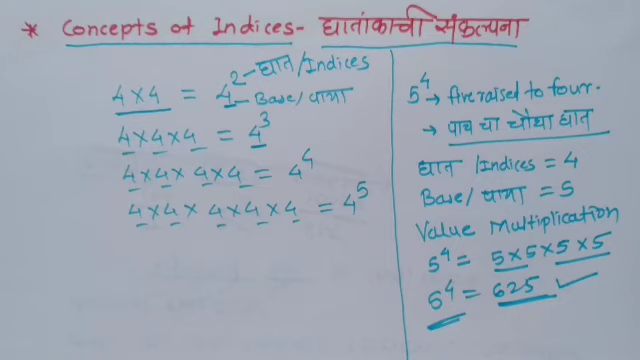 * Concepts of Indices- घातांकाची संकल्पना
4×4 = 4² - घात/Indices
- Base/पाया
4×4×4 = 4³
4×4×4×4 = 4⁴
4×4×4×4×4 = 4⁵
5⁴ → five raised to four.
→ पाच चा चौथा घात
घात /Indices = 4
Base/पाया = 5
Value Multiplication
5⁴ = 5×5×5×5
5⁴ = 625 ✓